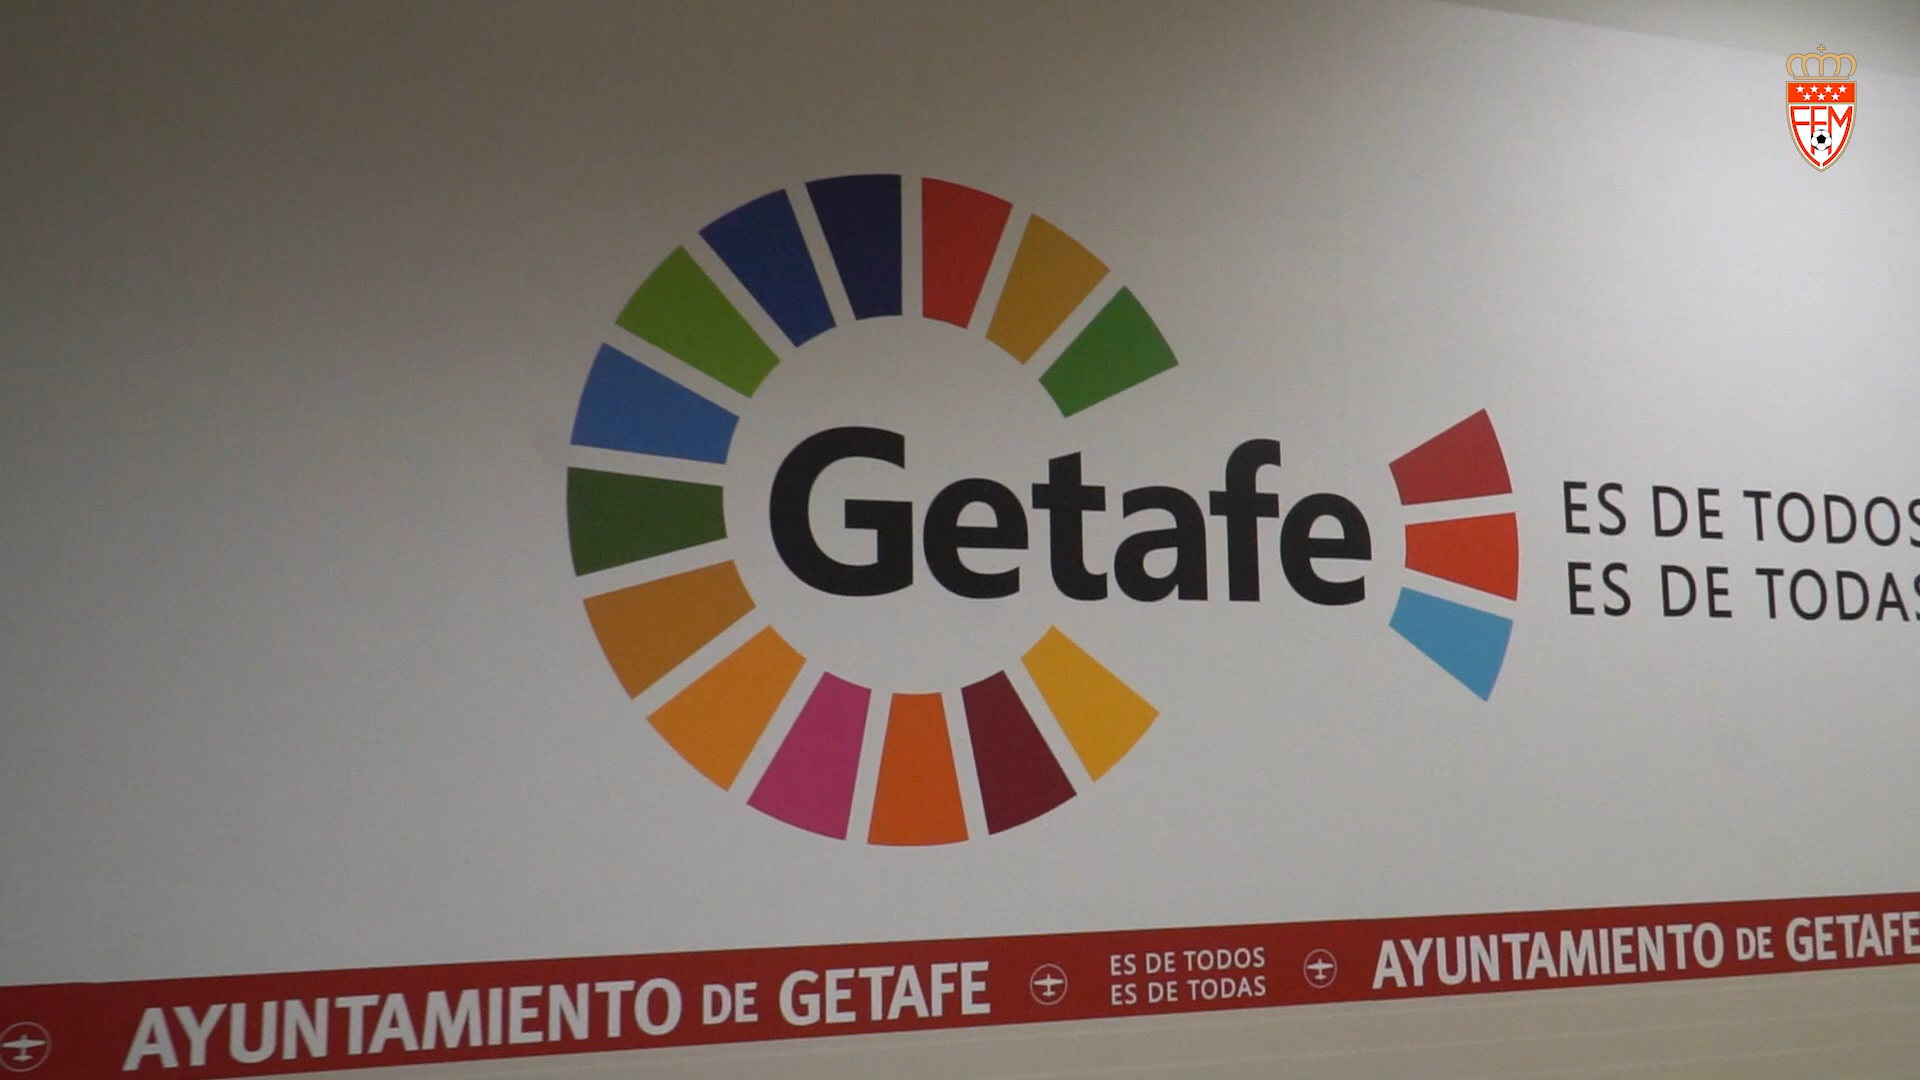 FFM
Getafe
ES DE TODOS
ES DE TODAS
AYUNTAMIENTO DE GETAFE ES DE TODOS AYUNTAMIENTO DE GETAFE
ES DE TODAS